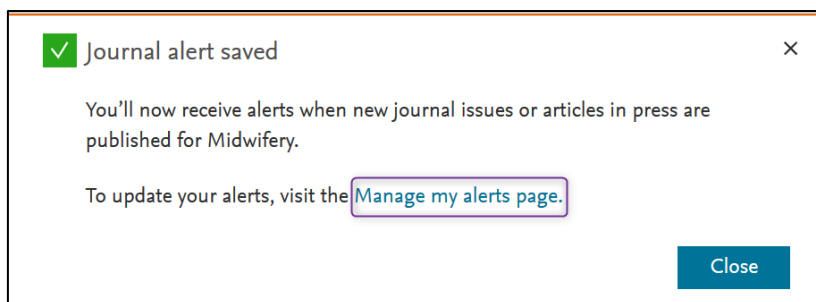 Journal alert saved
You'll now receive alerts when new journal issues or articles in press are
published for Midwifery.
To update your alerts, visit the Manage my alerts page.
Close